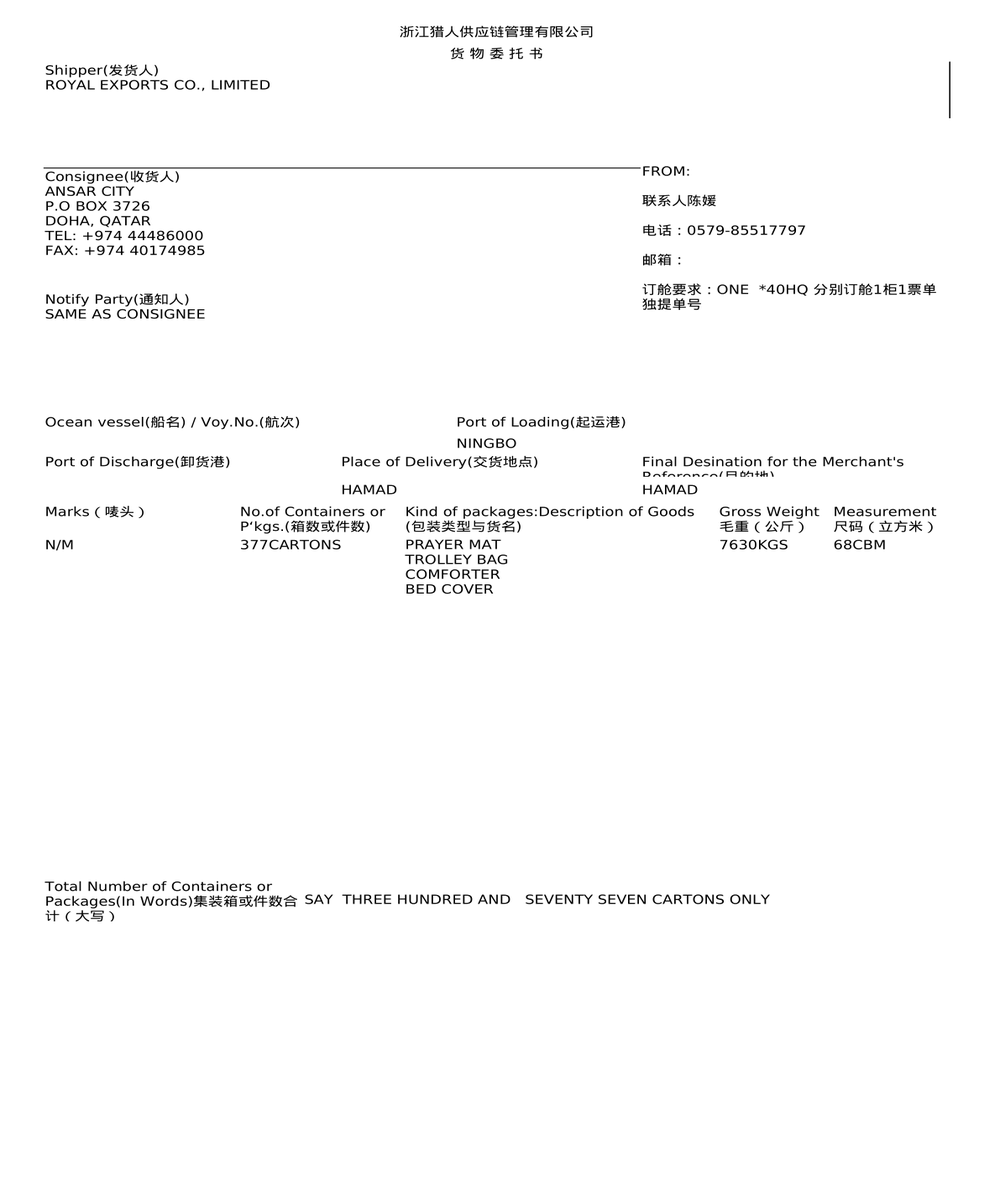 浙江猎人供应链管理有限公司
货 物 委 托 书
Shipper(发货人)
ROYAL EXPORTS CO., LIMITED
Consignee(收货人)
ANSAR CITY
P.O BOX 3726
DOHA, QATAR
TEL: +974 44486000
FAX: +974 40174985
FROM:
联系人陈媛
电话：0579-85517797
邮箱：
订舱要求：ONE  *40HQ 分别订舱1柜1票单
独提单号
Notify Party(通知人)
SAME AS CONSIGNEE
Ocean vessel(船名) / Voy.No.(航次)
Port of Loading(起运港)
NINGBO
Port of Discharge(卸货港)
Place of Delivery(交货地点)
Final Desination for the Merchant's
Reference(目的地)
HAMAD
HAMAD
Marks（唛头）
No.of Containers or
P'kgs.(箱数或件数)
Kind of packages:Description of Goods
(包装类型与货名)
Gross Weight
毛重（公斤）
Measurement
尺码（立方米）
N/M
377CARTONS
PRAYER MAT
TROLLEY BAG
COMFORTER
BED COVER
7630KGS
68CBM
Total Number of Containers or
Packages(In Words)集装箱或件数合
计（大写）
SAY  THREE HUNDRED AND   SEVENTY SEVEN CARTONS ONLY